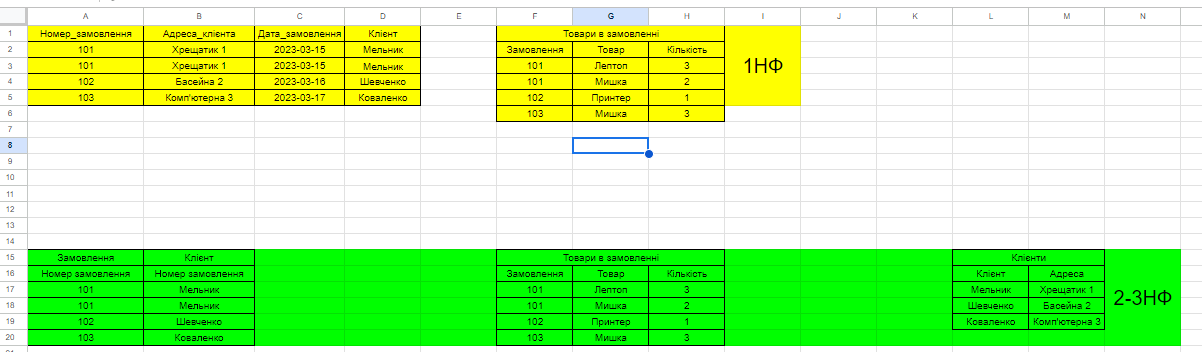 A B C D E F G H I J K L M N
1 Номер_замовлення Адреса_клієнта Дата_замовлення Клієнт Товари в замовленні
2 101 Хрещатик 1 2023-03-15 Мельник Замовлення Товар Кількість
3 101 Хрещатик 1 2023-03-15 Мельник 101 Лептоп 3 1НФ
4 102 Басейна 2 2023-03-16 Шевченко 101 Мишка 2
5 103 Комп'ютерна 3 2023-03-17 Коваленко 102 Принтер 1
6 103 Мишка 3
7
8
9
10
11
12
13
14
15 Замовлення Клієнт Товари в замовленні Клієнти
16 Номер замовлення Номер замовлення Замовлення Товар Кількість Клієнт Адреса
17 101 Мельник 101 Лептоп 3 Мельник Хрещатик 1
18 101 Мельник 101 Мишка 2 Шевченко Басейна 2 2-3НФ
19 102 Шевченко 102 Принтер 1 Коваленко Комп'ютерна 3
20 103 Коваленко 103 Мишка 3